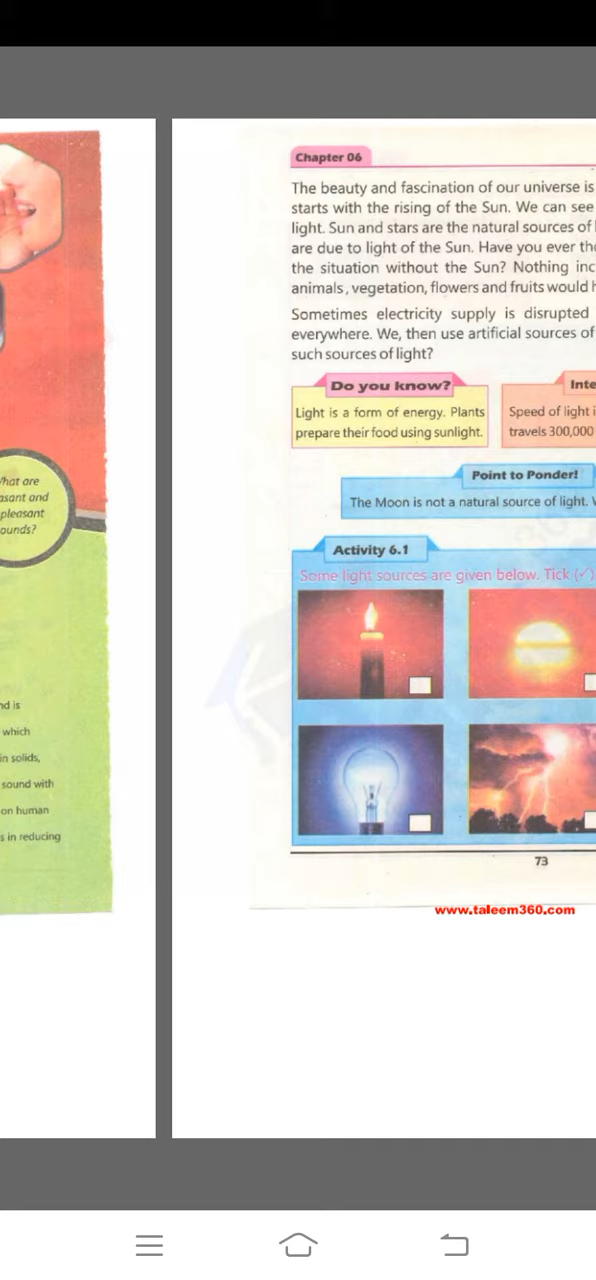 hat are
asant and
pleasant
ounds?
nd is
which
in solids,
sound with
on human
s in reducing
Chapter 06
The beauty and fascination of our universe is
starts with the rising of the Sun. We can see
light. Sun and stars are the natural sources of
are due to light of the Sun. Have you ever th
the situation without the Sun? Nothing inc
animals, vegetation, flowers and fruits would h
Sometimes electricity supply is disrupted
everywhere. We, then use artificial sources of
such sources of light?
Do you know?
Light is a form of energy. Plants
prepare their food using sunlight.
Inte
Speed of light i
travels 300,000
Point to Ponder!
The Moon is not a natural source of light. W
Activity 6.1
Some light sources are given below. Tick (✓)
73
www.taleem360.com